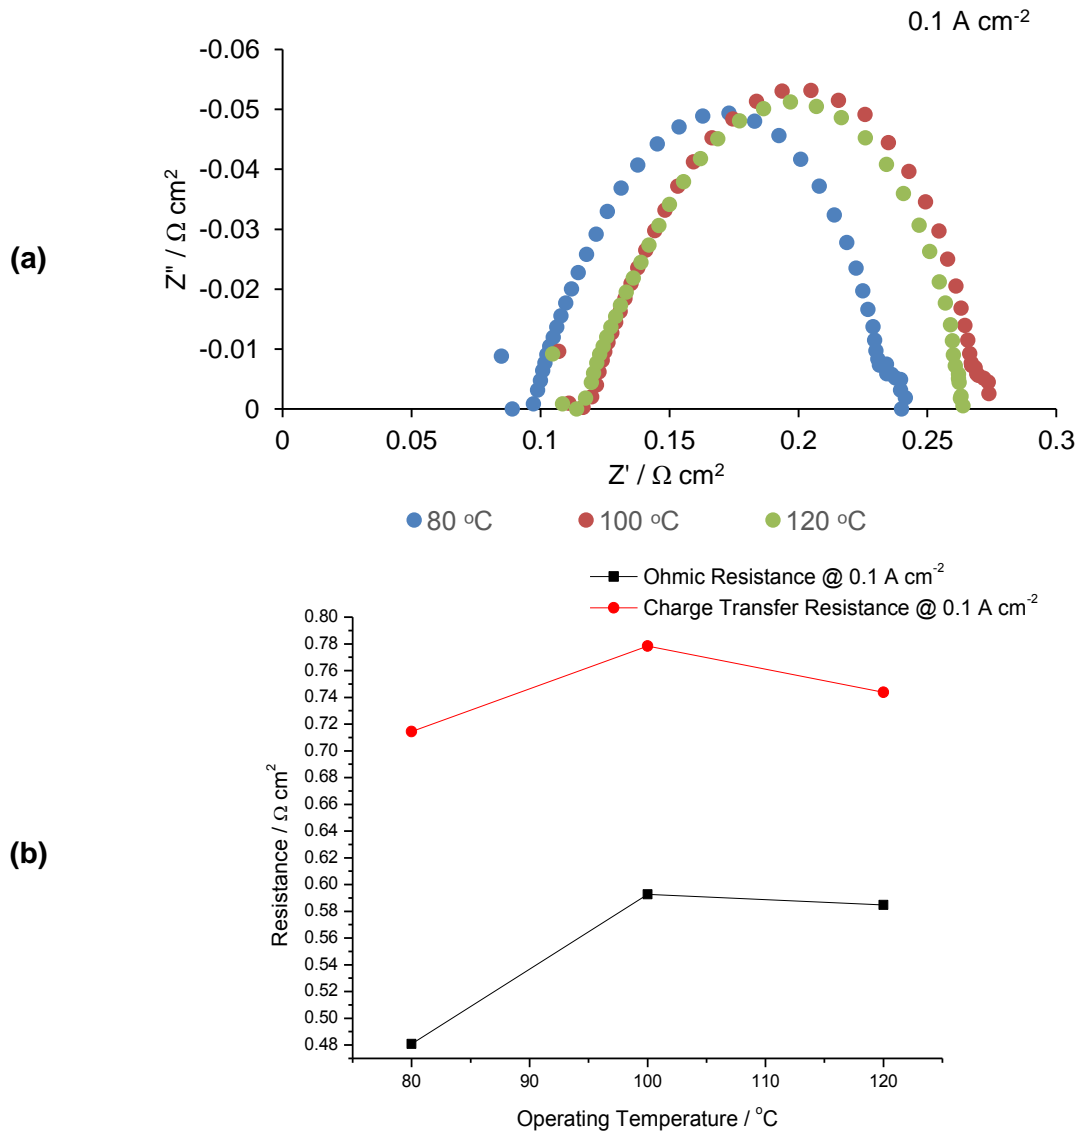 0.1 A cm-2
-0.06
-0.05
-0.04
-0.03
-0.02
-0.01
0
Z" / Ω cm2
(a)
0 0.05 0.1 0.15 0.2 0.25 0.3
Z' / Ω cm2
80 oC 100 oC 120 oC
Ohmic Resistance @ 0.1 A cm-2
Charge Transfer Resistance @ 0.1 A cm-2
0.80
0.78
0.76
0.74
0.72
0.70
0.68
0.66
0.64
0.62
0.60
0.58
0.56
0.54
0.52
0.50
0.48
Resistance / Ω cm2
(b)
80 90 100 110 120
Operating Temperature / oC